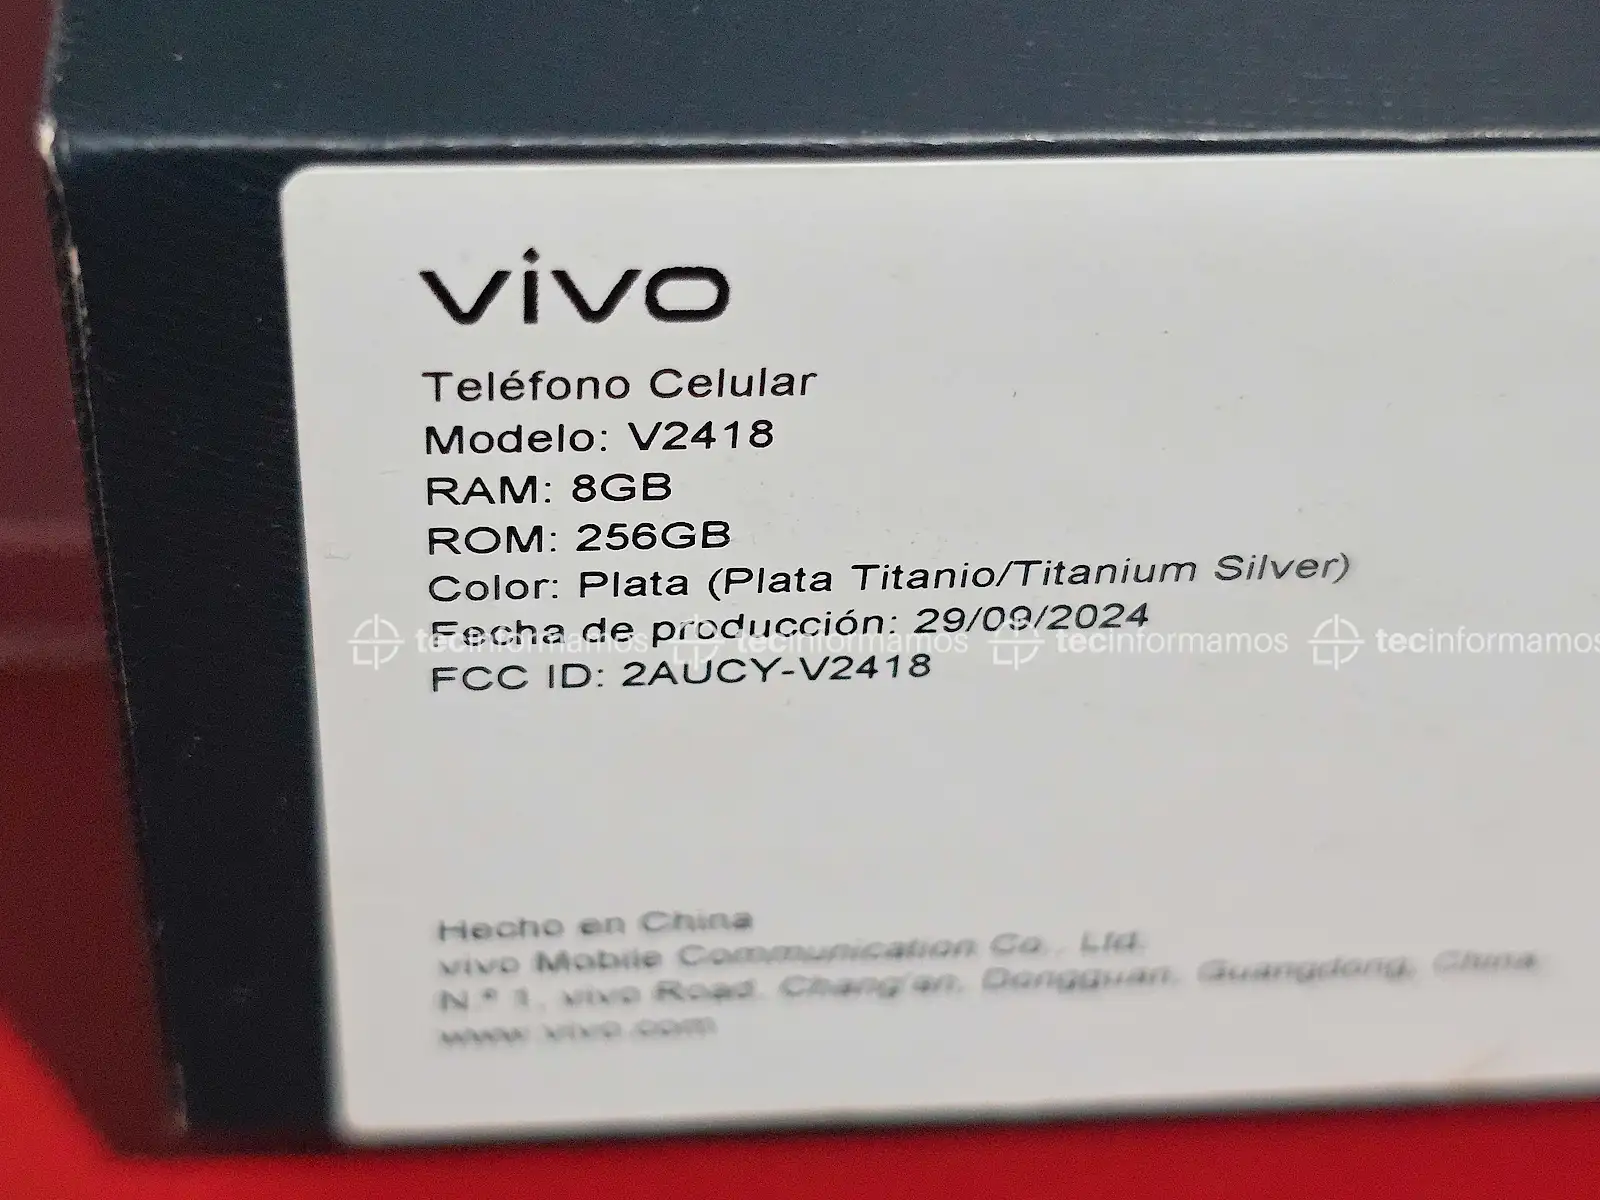 vivo
Teléfono Celular
Modelo: V2418
RAM: 8GB
ROM: 256GB
Color: Plata (Plata Titanio/Titanium Silver)
Fecha de producción: 29/09/2024
tecinformamos tecinformamos tecinformamos tecinformamos
FCC ID: 2AUCY-V2418
Hecho en China
vivo Mobile Communication Co., Ltd.
N.º 1, vivo Road, Chang'an, Dongguan, Guangdong, China
www.vivo.com